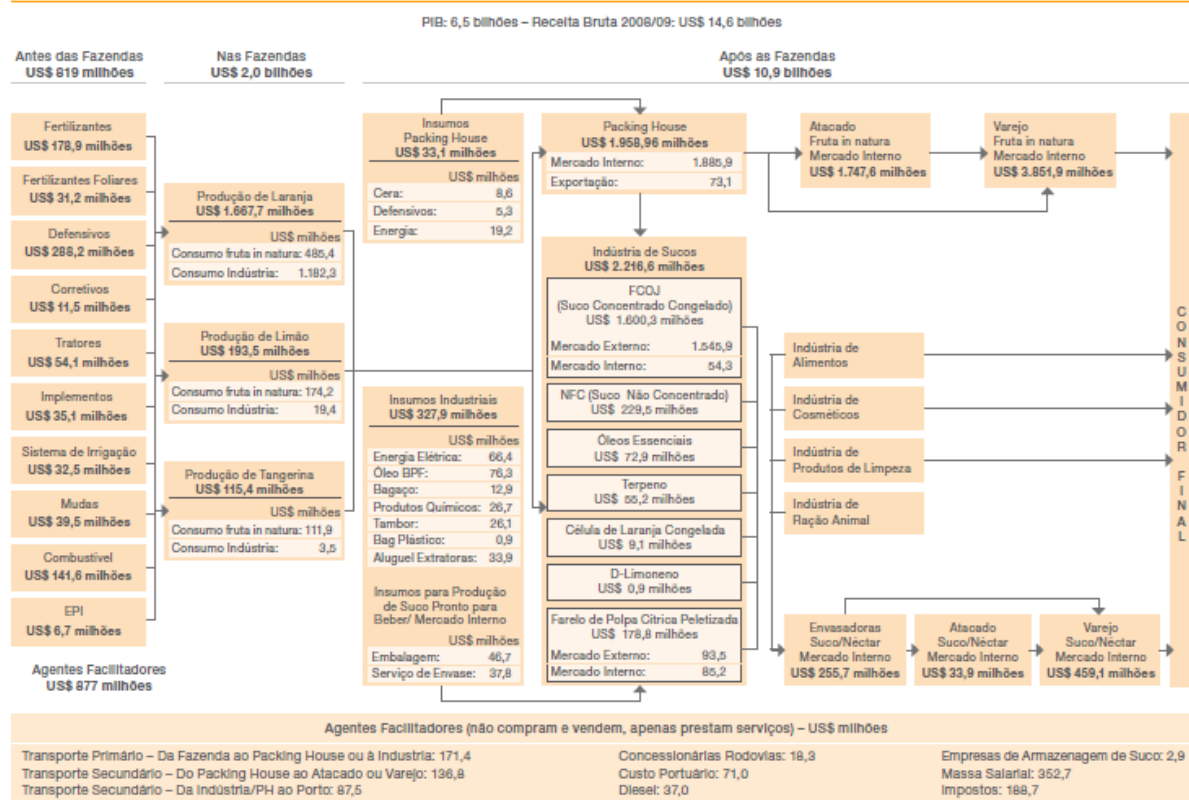 PIB: 6,5 bilhões – Receita Bruta 2008/09: US$ 14,6 bilhões
Antes das Fazendas
US$ 819 milhões
Nas Fazendas
US$ 2,0 bilhões
Após as Fazendas
US$ 10,9 bilhões
Fertilizantes
US$ 178,9 milhões
Fertilizantes Foliares
US$ 31,2 milhões
Defensivos
US$ 288,2 milhões
Corretivos
US$ 11,5 milhões
Tratores
US$ 54,1 milhões
Implementos
US$ 35,1 milhões
Sistema de Irrigação
US$ 32,5 milhões
Mudas
US$ 39,5 milhões
Combustível
US$ 141,6 milhões
EPI
US$ 6,7 milhões
Agentes Facilitadores
US$ 877 milhões
Produção de Laranja
US$ 1.667,7 milhões
US$ milhões
Consumo fruta in natura: 485,4
Consumo Indústria: 1.182,3
Produção de Limão
US$ 193,5 milhões
US$ milhões
Consumo fruta in natura: 174,2
Consumo Indústria: 19,4
Produção de Tangerina
US$ 115,4 milhões
US$ milhões
Consumo fruta in natura: 111,9
Consumo Indústria: 3,5
Insumos
Packing House
US$ 33,1 milhões
US$ milhões
Cera: 8,6
Defensivos: 5,3
Energia: 19,2
Insumos Industriais
US$ 327,9 milhões
US$ milhões
Energia Elétrica: 66,4
Óleo BPF: 76,3
Bagaço: 12,9
Produtos Químicos: 26,7
Tambor: 26,1
Bag Plástico: 0,9
Aluguel Extratoras: 33,9
Insumos para Produção
de Suco Pronto para
Beber/ Mercado Interno
US$ milhões
Embalagem: 46,7
Serviço de Envase: 37,8
Packing House
US$ 1.958,96 milhões
Mercado Interno: 1.885,9
Exportação: 73,1
Indústria de Sucos
US$ 2.216,6 milhões
FCOJ
(Suco Concentrado Congelado)
US$ 1.600,3 milhões
Mercado Externo: 1.545,9
Mercado Interno: 54,3
NFC (Suco Não Concentrado)
US$ 229,5 milhões
Óleos Essenciais
US$ 72,9 milhões
Terpeno
US$ 55,2 milhões
Célula de Laranja Congelada
US$ 9,1 milhões
D-Limoneno
US$ 0,9 milhões
Farelo de Polpa Cítrica Peletizada
US$ 178,8 milhões
Mercado Externo: 93,5
Mercado Interno: 85,2
Atacado
Fruta in natura
Mercado Interno
US$ 1.747,6 milhões
Varejo
Fruta in natura
Mercado Interno
US$ 3.851,9 milhões
Indústria de
Alimentos
Indústria de
Cosméticos
Indústria de
Produtos de Limpeza
Indústria de
Ração Animal
Envasadoras
Suco/Néctar
Mercado Interno
US$ 255,7 milhões
Atacado
Suco/Néctar
Mercado Interno
US$ 33,9 milhões
Varejo
Suco/Néctar
Mercado Interno
US$ 459,1 milhões
CONSUMIDOR FINAL
Agentes Facilitadores (não compram e vendem, apenas prestam serviços) – US$ milhões
Transporte Primário – Da Fazenda ao Packing House ou à Industria: 171,4
Transporte Secundário – Do Packing House ao Atacado ou Varejo: 136,8
Transporte Secundário – Da Indústria/PH ao Porto: 87,5
Concessionárias Rodovias: 18,3
Custo Portuário: 71,0
Diesel: 37,0
Empresas de Armazenagem de Suco: 2,9
Massa Salarial: 352,7
Impostos: 188,7